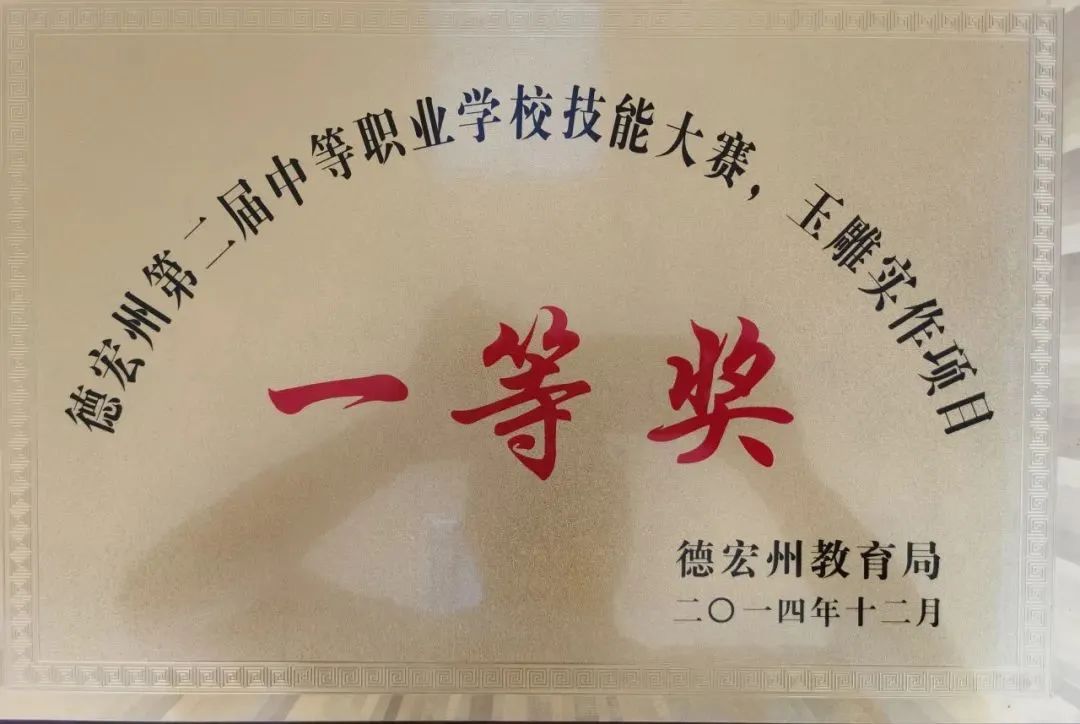 德宏州第二届中等职业学校技能大赛，玉雕实作项目
一等奖
德宏州教育局
二〇一四年十二月